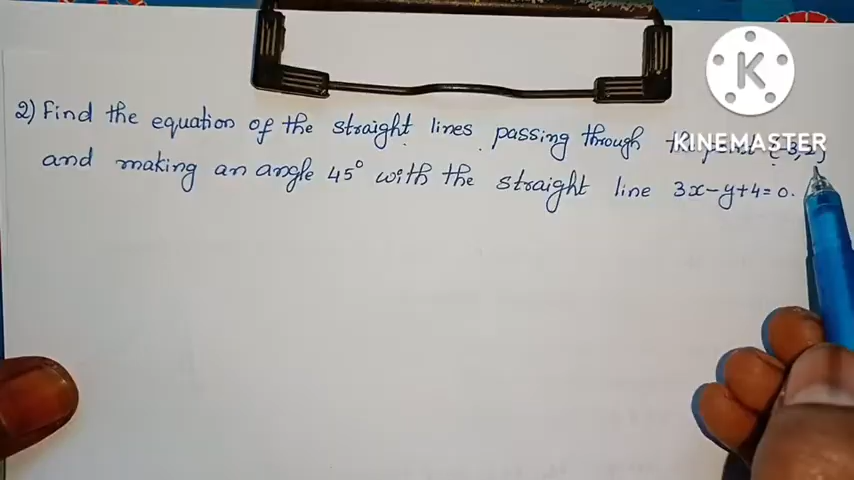 2) Find the equation of the straight lines passing through
and making an angle 45° with the straight line 3x-y+4=0.
K
KINEMASTER